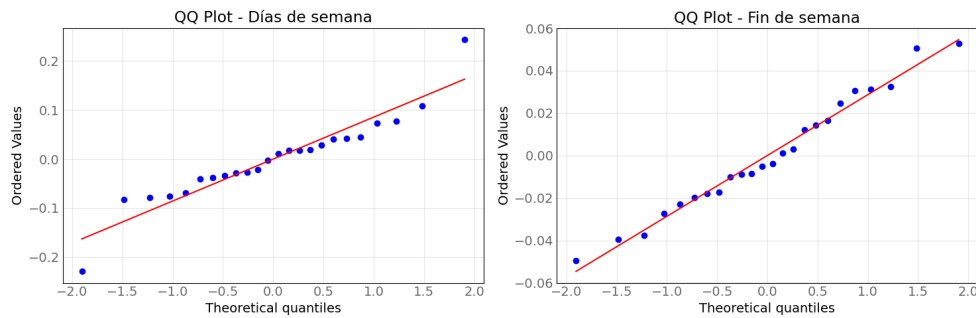 QQ Plot - Días de semana
Ordered Values
0.2
0.1
0.0
−0.1
−0.2
−2.0 −1.5 −1.0 −0.5 0.0 0.5 1.0 1.5 2.0
Theoretical quantiles
QQ Plot - Fin de semana
Ordered Values
0.06
0.04
0.02
0.00
−0.02
−0.04
−0.06
−2.0 −1.5 −1.0 −0.5 0.0 0.5 1.0 1.5 2.0
Theoretical quantiles